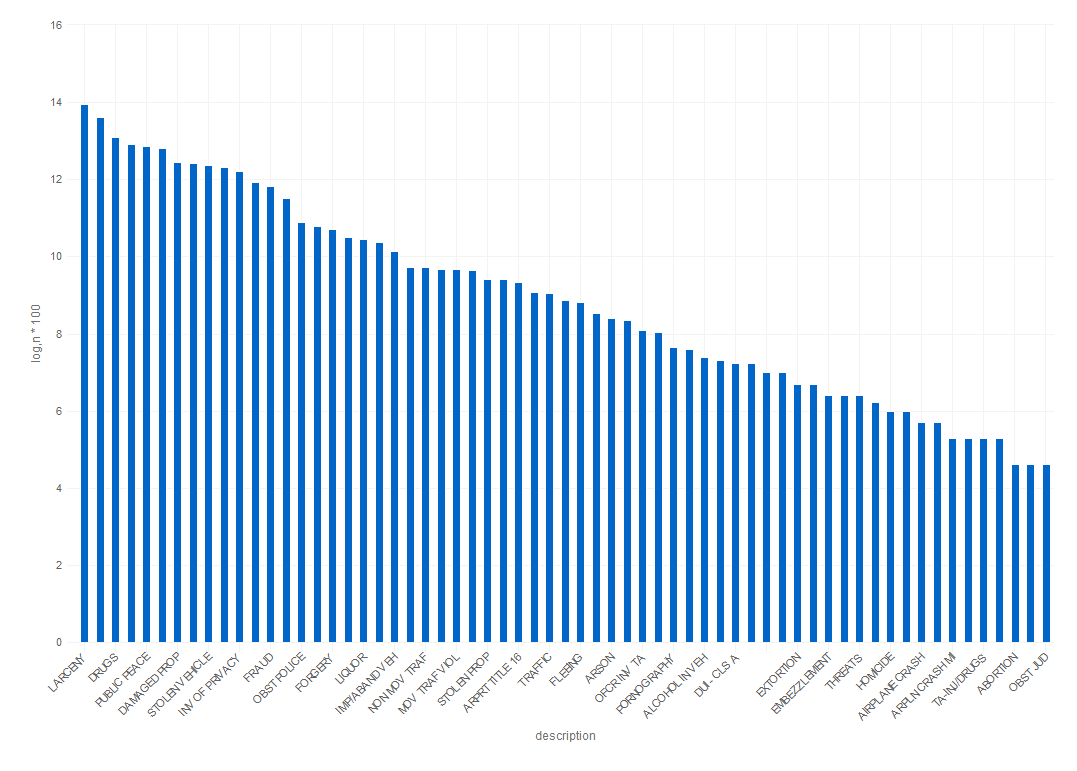 16
14
12
10
8
6
4
2
0
log,n * 100
LARCENY
DRUGS
PUBLIC PEACE
DAMAGED PROP
STOLEN VEHICLE
INV OF PRIVACY
FRAUD
OBST POLICE
FORGERY
LIQUOR
IMP/ABAND VEH
NON MOV TRAF
MOV TRAF VIOL
STOLEN PROP
ARPRT TITLE 16
TRAFFIC
FLEEING
ARSON
OFCR INV TA
PORNOGRAPHY
ALCOHOL IN VEH
DUI - CLS A
EXTORTION
EMBEZZLEMENT
THREATS
HOMICIDE
AIRPLANE CRASH
ARPLN CRASH MI
TA-INJ/DRUGS
ABORTION
OBST JUD
description